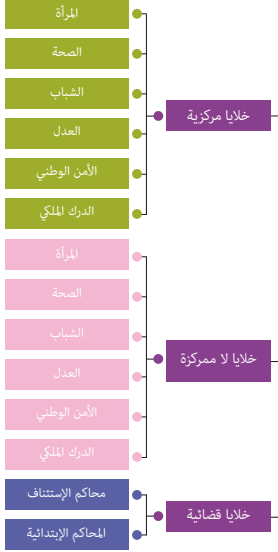 خلايا مركزية
المرأة
الصحة
الشباب
العدل
الأمن الوطني
الدرك الملكي
خلايا لا ممركزة
المرأة
الصحة
الشباب
العدل
الأمن الوطني
الدرك الملكي
خلايا قضائية
محاكم الإستئناف
المحاكم الإبتدائية